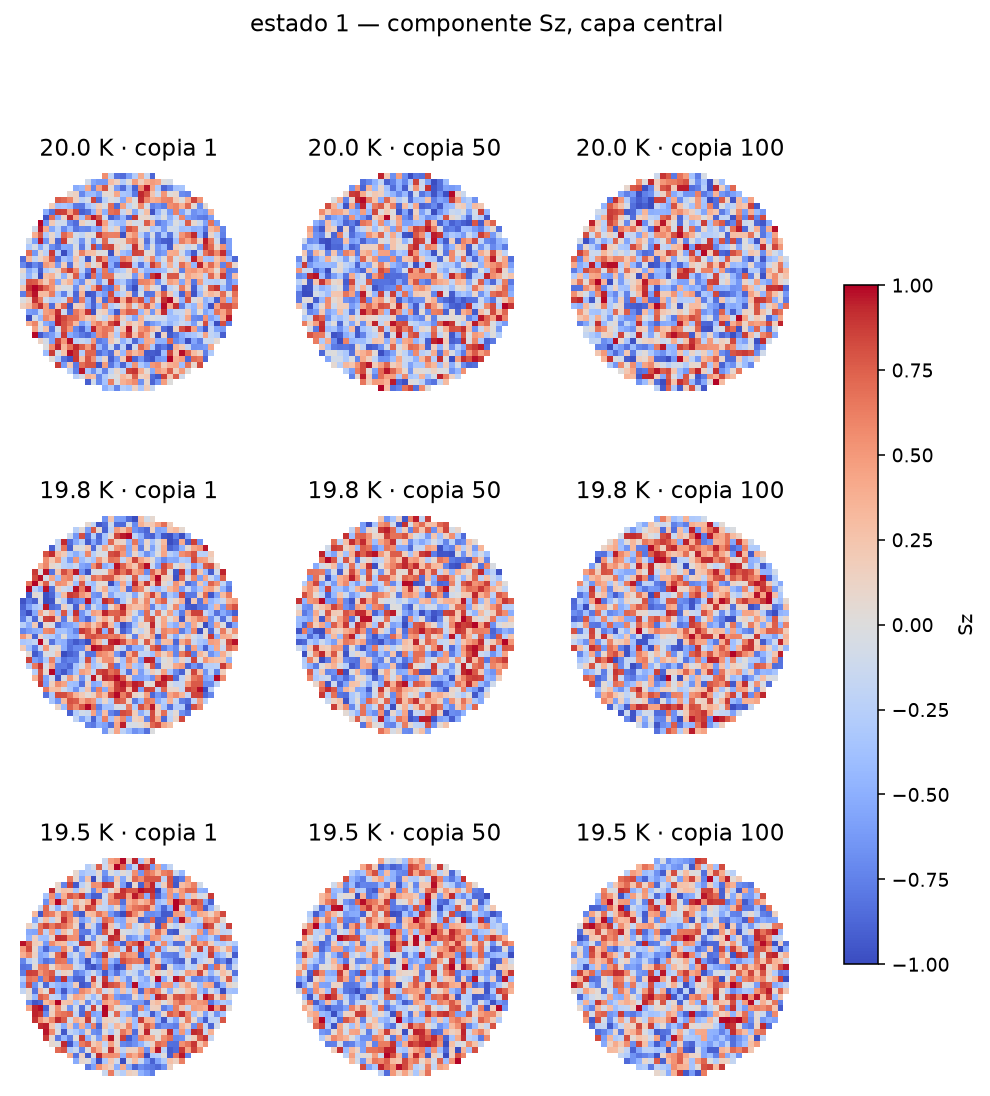 estado 1 — componente Sz, capa central
20.0 K · copia 1
20.0 K · copia 50
20.0 K · copia 100
19.8 K · copia 1
19.8 K · copia 50
19.8 K · copia 100
19.5 K · copia 1
19.5 K · copia 50
19.5 K · copia 100
1.00
0.75
0.50
0.25
0.00
−0.25
−0.50
−0.75
−1.00
Sz